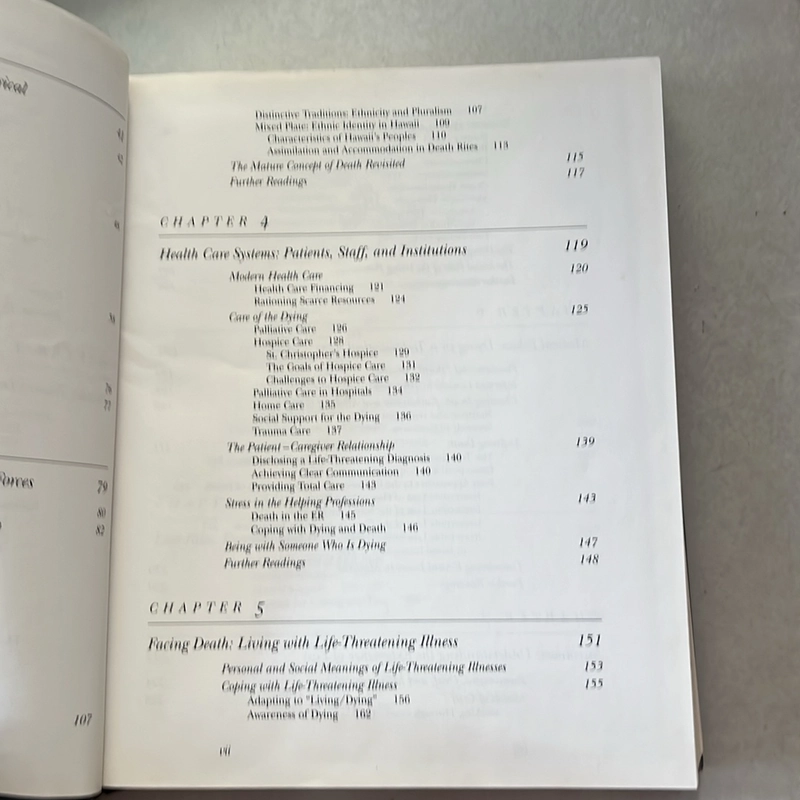 44
42
48
58
76
77
Forces 79
80
82
107
Distinctive Traditions: Ethnicity and Pluralism 107
Mixed Plate: Ethnic Identity in Hawaii 109
Characteristics of Hawaii's Peoples 110
Assimilation and Accommodation in Death Rites 113
The Mature Concept of Death Revisited 115
Further Readings 117
CHAPTER 4
Health Care Systems: Patients, Staff, and Institutions 119
Modern Health Care 120
Health Care Financing 121
Rationing Scarce Resources 124
Care of the Dying 125
Palliative Care 126
Hospice Care 128
St. Christopher's Hospice 129
The Goals of Hospice Care 131
Challenges to Hospice Care 132
Palliative Care in Hospitals 134
Home Care 135
Social Support for the Dying 136
Trauma Care 137
The Patient–Caregiver Relationship 139
Disclosing a Life-Threatening Diagnosis 140
Achieving Clear Communication 140
Providing Total Care 143
Stress in the Helping Professions 143
Death in the ER 145
Coping with Dying and Death 146
Being with Someone Who Is Dying 147
Further Readings 148
CHAPTER 5
Facing Death: Living with Life-Threatening Illness 151
Personal and Social Meanings of Life-Threatening Illnesses 153
Coping with Life-Threatening Illness 155
Adapting to "Living/Dying" 156
Awareness of Dying 162
vii